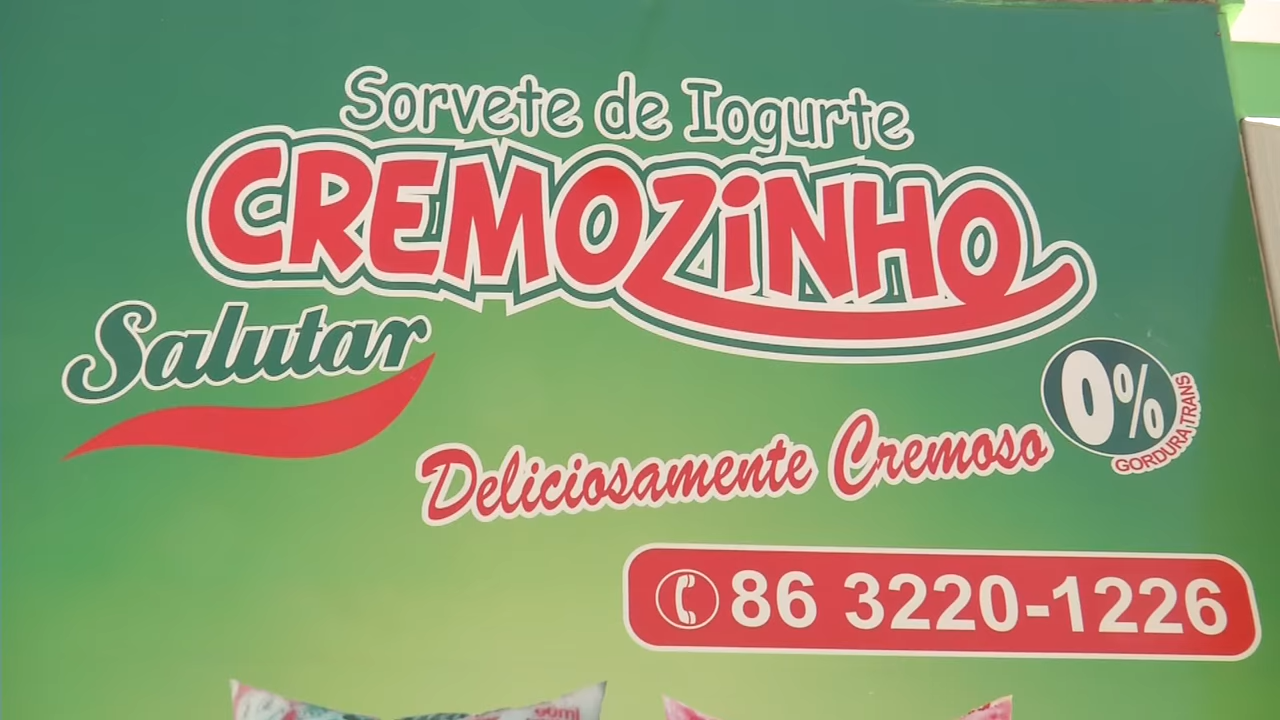 Sorvete de Iogurte
CREMOZiNHO
Salutar
0%
GORDURA TRANS
Deliciosamente Cremoso
86 3220-1226